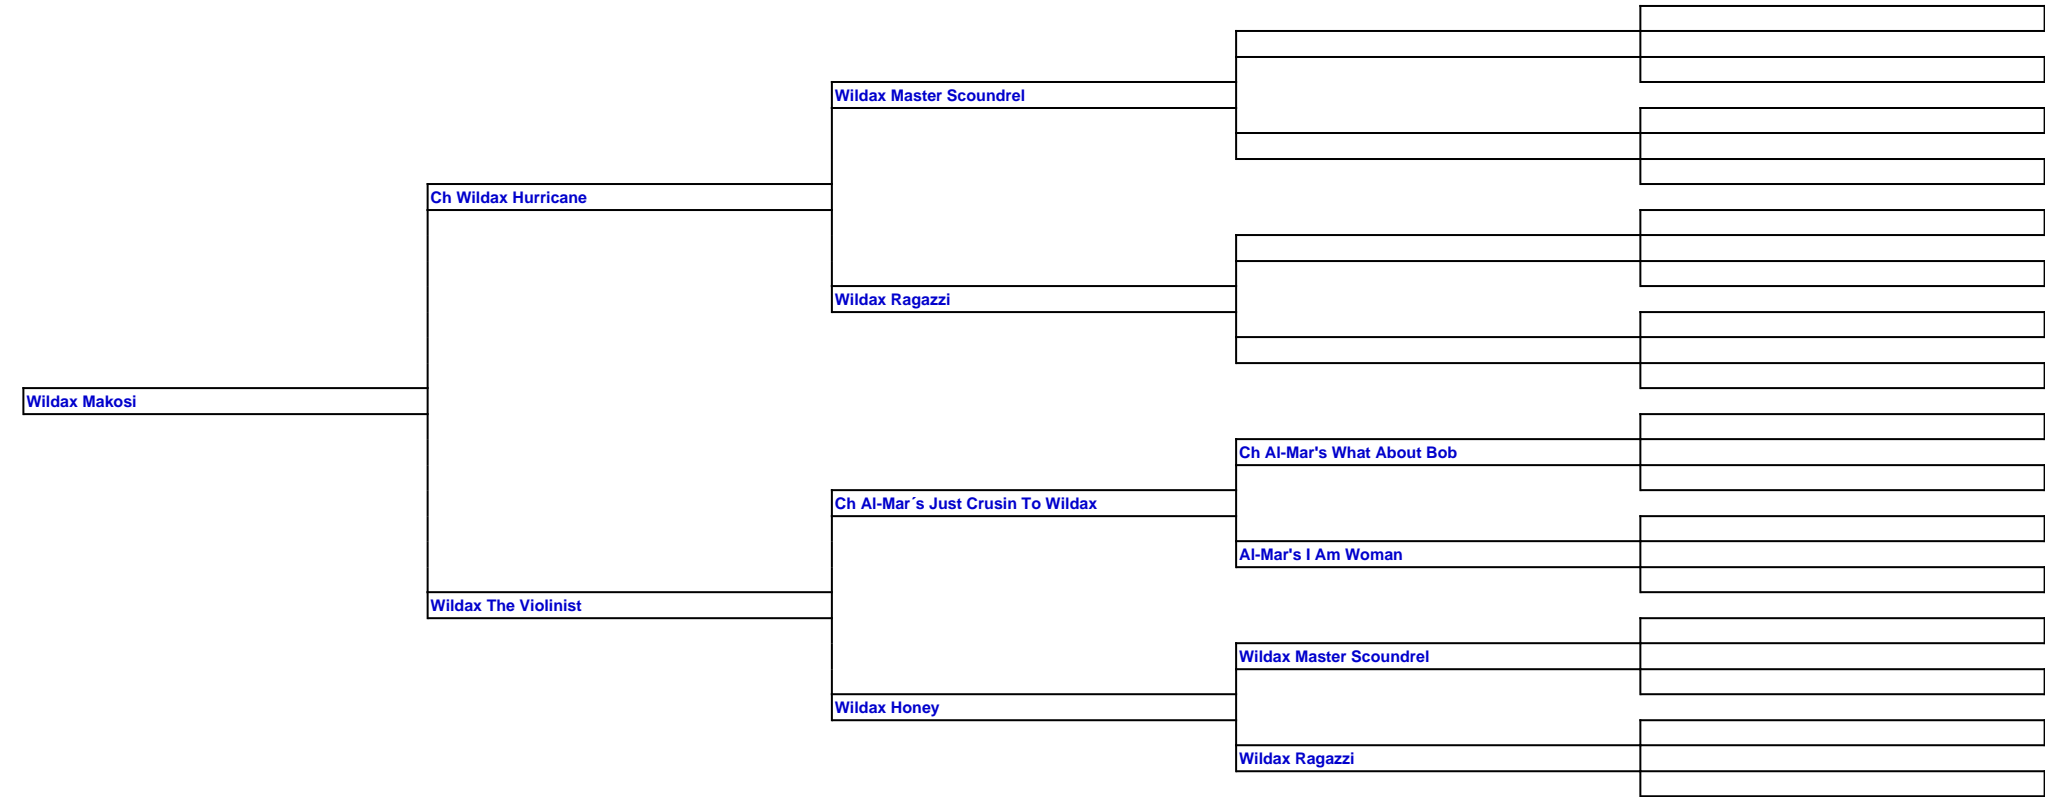 Wildax Master Scoundrel
Ch Wildax Hurricane
Wildax Ragazzi
Wildax Makosi
Ch Al-Mar's What About Bob
Ch Al-Mar´s Just Crusin To Wildax
Al-Mar's I Am Woman
Wildax The Violinist
Wildax Master Scoundrel
Wildax Honey
Wildax Ragazzi